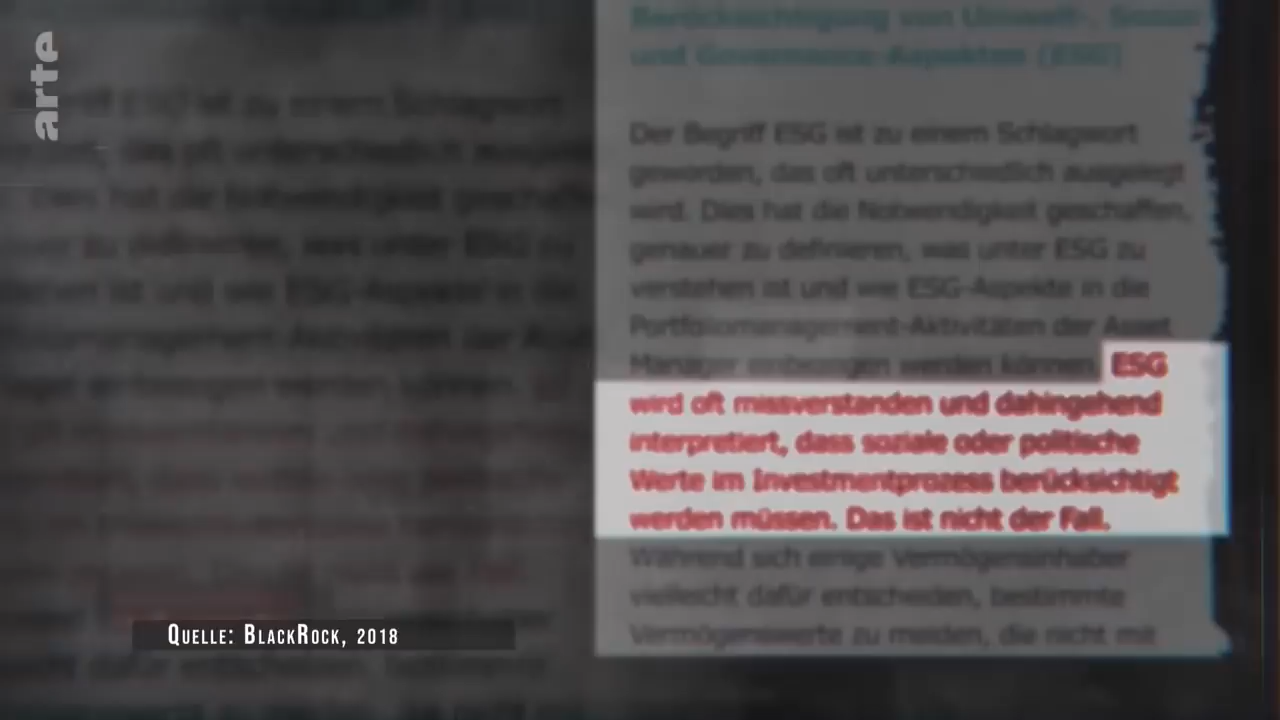 arte
Berücksichtigung von Umwelt-,
und Governance-Aspekten (ESG)
Der Begriff ESG ist zu einem Schlagwort
geworden, das oft unterschiedlich ausgelegt
wird. Dies hat die Notwendigkeit geschaffen,
genauer zu definieren, was unter ESG zu
verstehen ist und wie ESG-Aspekte in die
Portfoliomanagement-Aktivitäten der Asset
Manager einbezogen werden können. ESG
wird oft missverstanden und dahingehend
interpretiert, dass soziale oder politische
Werte im Investmentprozess berücksichtigt
werden müssen. Das ist nicht der Fall.
Während sich einige Vermögensinhaber
vielleicht dafür entscheiden, bestimmte
Vermögenswerte zu meiden, die nicht mit
Quelle: BlackRock, 2018